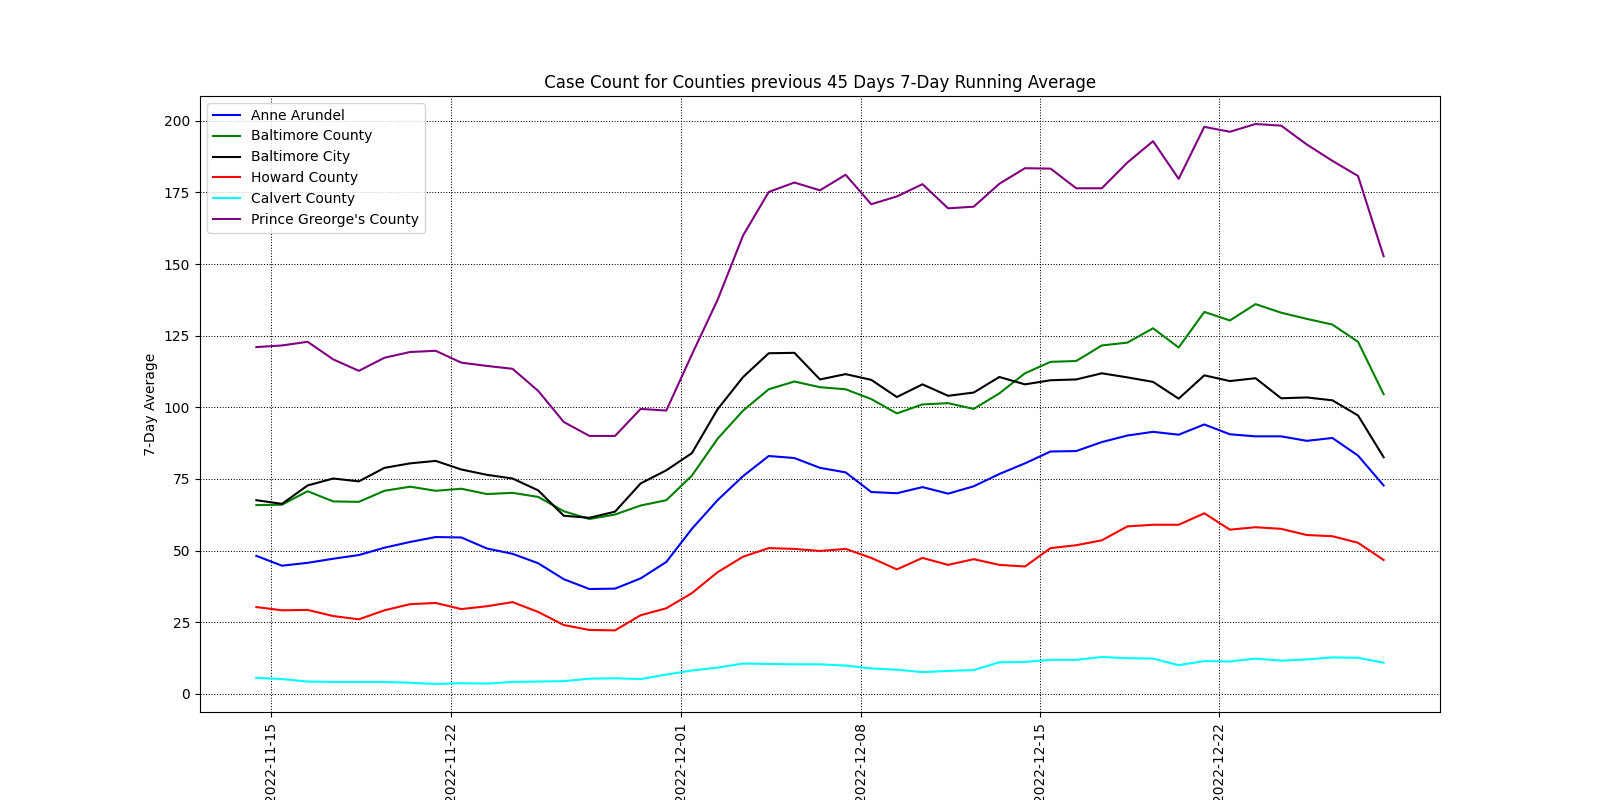 Case Count for Counties previous 45 Days 7-Day Running Average
Anne Arundel
Baltimore County
Baltimore City
Howard County
Calvert County
Prince Greorge's County
7-Day Average
200
175
150
125
100
75
50
25
0
2022-11-15
2022-11-22
2022-12-01
2022-12-08
2022-12-15
2022-12-22